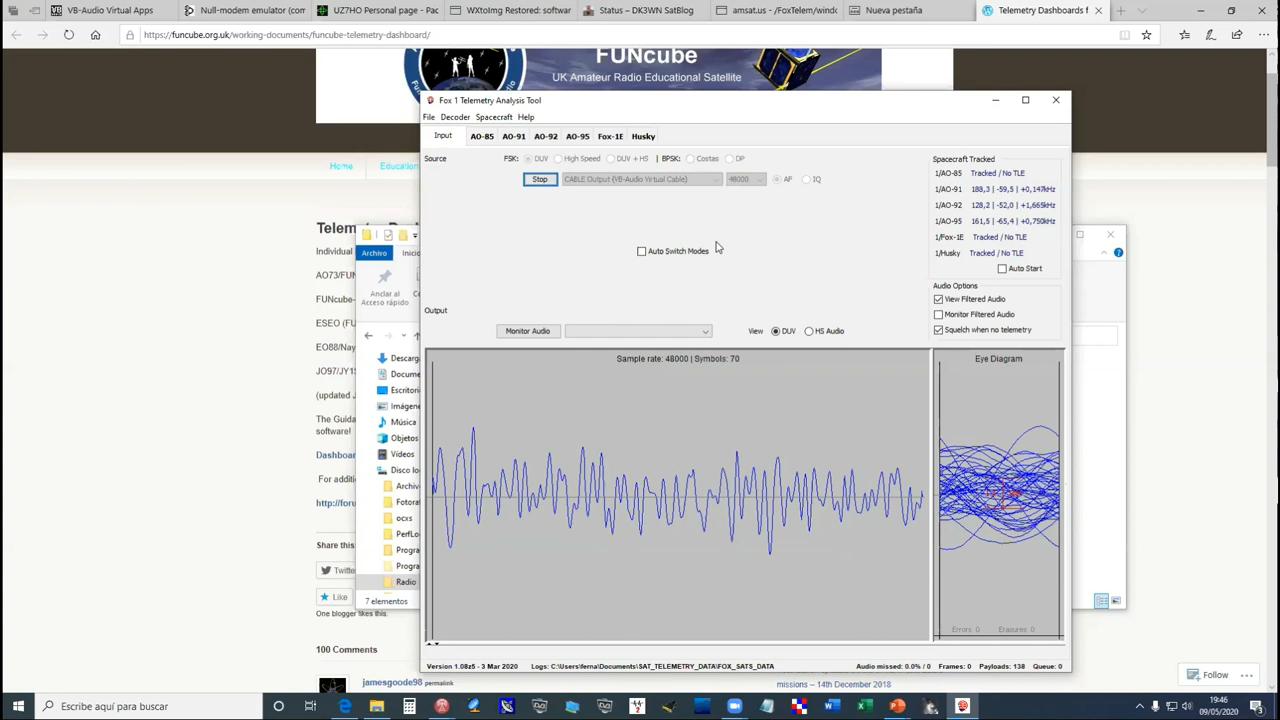 VB-Audio Virtual Apps
Null-modem emulator (com
UZ7HO Personal page - Pac
WXtoImg Restored: softwar
Status – DK3WN SatBlog
amsat.us - /FoxTelem/windo
Nueva pestaña
Telemetry Dashboards f
https://funcube.org.uk/working-documents/funcube-telemetry-dashboard/
FUNcube
UK Amateur Radio Educational Satellite
Home
Education
Fox 1 Telemetry Analysis Tool
File Decoder Spacecraft Help
Input AO-85 AO-91 AO-92 AO-95 Fox-1E Husky
Source
FSK: DUV High Speed DUV + HS | BPSK: Costas DP
Stop CABLE Output (VB-Audio Virtual Cable) 48000 AF IQ
Auto Switch Modes
Spacecraft Tracked
1/AO-85 Tracked / No TLE
1/AO-91 188,3 | -59,5 | +0,147kHz
1/AO-92 128,2 | -52,0 | +1,665kHz
1/AO-95 161,5 | -65,4 | +0,750kHz
1/Fox-1E Tracked / No TLE
1/Husky Tracked / No TLE
Auto Start
Audio Options
View Filtered Audio
Monitor Filtered Audio
Squelch when no telemetry
Output
Monitor Audio
View DUV HS Audio
Sample rate: 48000 | Symbols: 70
Eye Diagram
Errors 0 Erasures 0
Version 1.08z5 - 3 Mar 2020
Logs: C:\Users\ferna\Documents\SAT_TELEMETRY_DATA\FOX_SATS_DATA
Audio missed: 0.0% / 0 Frames: 0 Payloads: 138 Queue: 0
Telem
Individual
AO73/FUN
FUNcube-
ESEO (FU
EO88/Nay
JO97/JY1S
(updated J
The Guida
software!
Dashboar
For additio
http://foru
Share this:
Twitte
Like
One blogger likes this.
100 Comments
jamesgoode98 permalink
Archivo
Inicio
Anclar al
Acceso rápido
Descarga
Docume
Escritorio
Imágene
Música
Objetos
Vídeos
Disco loc
Archivo
Fotorat
ocxs
PerfLog
Progra
Progra
Radio
7 elementos
missions – 14th December 2018
Follow
Escribe aquí para buscar
19:46
09/05/2020